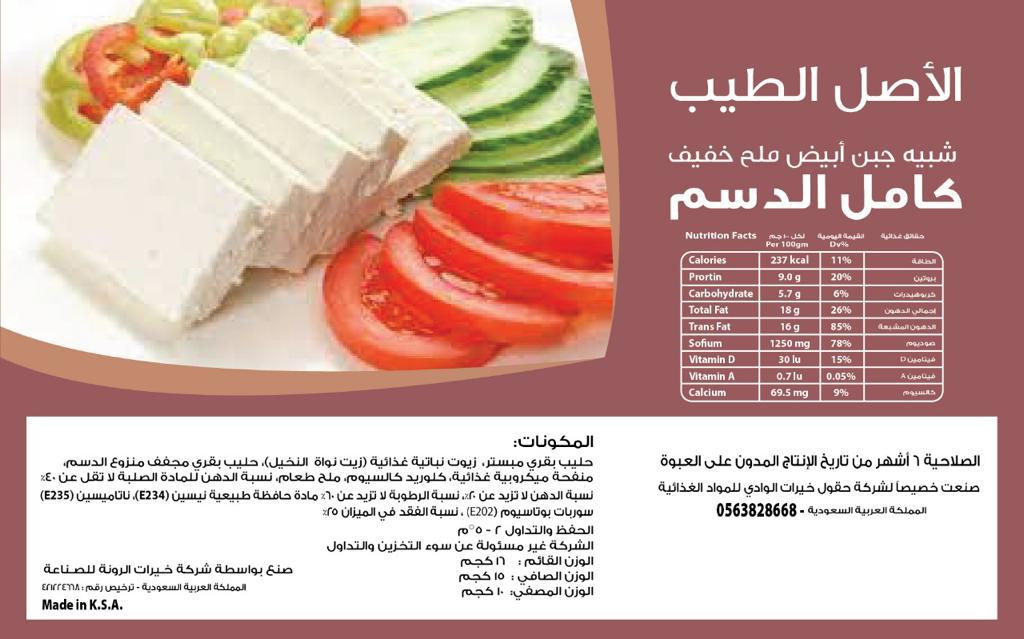 الأصل الطيب
شبيه جبن أبيض ملح خفيف
كامل الدسم
Nutrition Facts لكل ١٠٠ جم القيمة اليومية حقائق غذائية
Per 100gm Dv%
Calories 237 kcal 11% الطاقة
Prortin 9.0 g 20% بروتين
Carbohydrate 5.7 g 6% كربوهيدرات
Total Fat 18 g 26% إجمالي الدهون
Trans Fat 16 g 85% الدهون المشبعة
Sofium 1250 mg 78% صوديوم
Vitamin D 30 lu 15% فيتامين D
Vitamin A 0.7 lu 0.05% فيتامين A
Calcium 69.5 mg 9% كالسيوم
الصلاحية ٦ أشهر من تاريخ الإنتاج المدون على العبوة
صنعت خصيصاً لشركة حقول خيرات الوادي للمواد الغذائية
المملكة العربية السعودية - 0563828668
المكونات:
حليب بقري مبستر، زيوت نباتية غذائية (زيت نواة النخيل)، حليب بقري مجفف منزوع الدسم،
منفحة ميكروبية غذائية، كلوريد كالسيوم، ملح طعام، نسبة الدهن للمادة الصلبة لا تقل عن ٤٠٪
نسبة الدهن لا تزيد عن ٢٠٪، نسبة الرطوبة لا تزيد عن ٦٠٪ مادة حافظة طبيعية نيسين (E234)، ناتاميسين (E235)
سوربات بوتاسيوم (E202) ، نسبة الفقد في الميزان ٢٥٪
الحفظ والتداول ٢ - ٥°م
الشركة غير مسئولة عن سوء التخزين والتداول
الوزن القائم : ١٦ كجم
الوزن الصافي : ١٥ كجم
الوزن المصفي: ١٠ كجم
صنع بواسطة شركة خيرات الرونة للصناعة
المملكة العربية السعودية - ترخيص رقم : ٤٢١٢٢٤٦٦٨
Made in K.S.A.